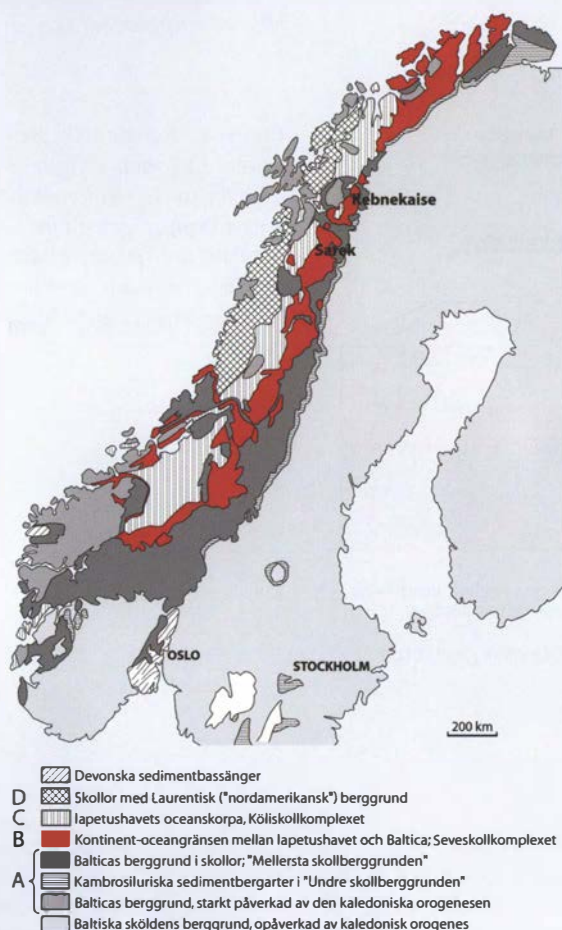 Kebnekaise
Sarek
OSLO
STOCKHOLM
200 km
Devonska sedimentbassänger
D Skollor med Laurentisk ("nordamerikansk") berggrund
C Iapetushavets oceanskorpa, Köliskollkomplexet
B Kontinent-oceangränsen mellan Iapetushavet och Baltica; Seveskollkomplexet
Balticas berggrund i skollor; "Mellersta skollberggrunden"
A Kambrosiluriska sedimentbergarter i "Undre skollberggrunden"
Balticas berggrund, starkt påverkad av den kaledoniska orogenesen
Baltiska sköldens berggrund, opåverkad av kaledonisk orogenes